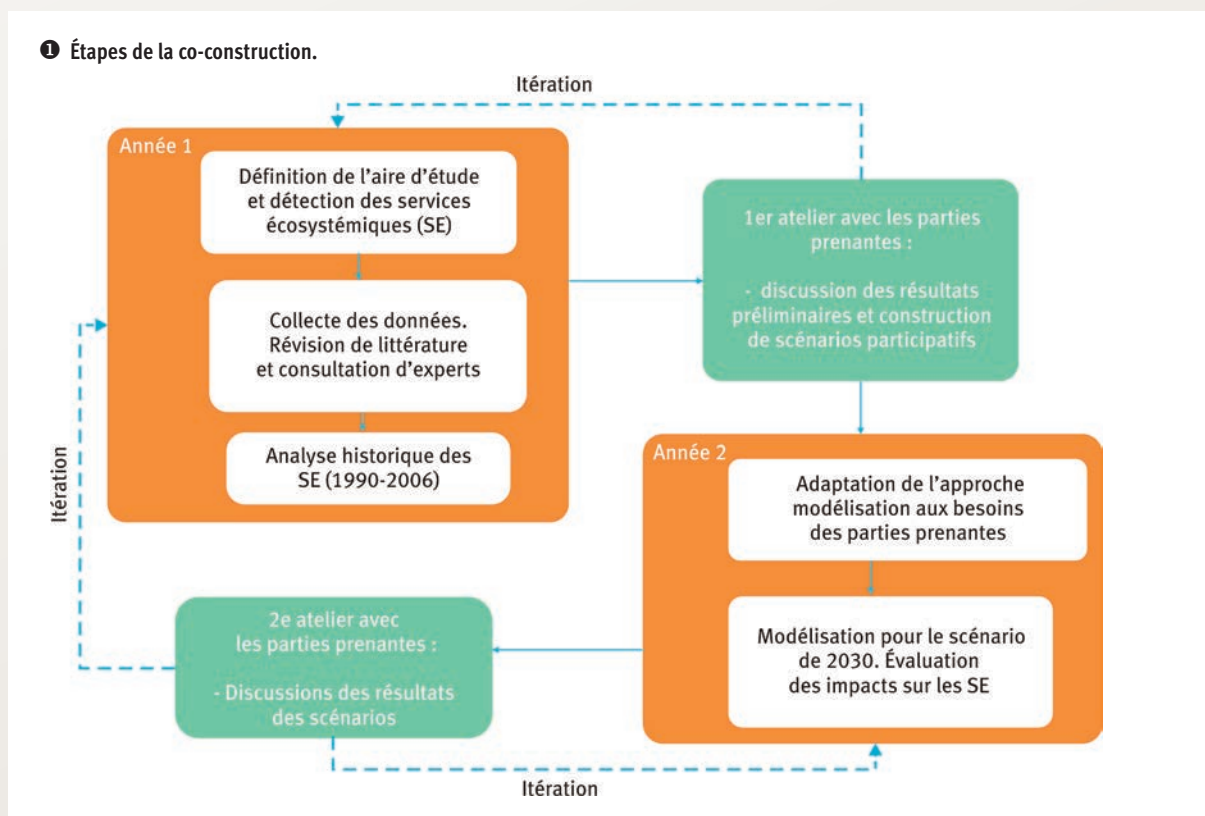 ❶ Étapes de la co-construction.
Itération
Année 1
Définition de l'aire d'étude
et détection des services
écosystémiques (SE)
Collecte des données.
Révision de littérature
et consultation d'experts
Analyse historique des
SE (1990-2006)
1er atelier avec les parties
prenantes :
- discussion des résultats
préliminaires et construction
de scénarios participatifs
Année 2
Adaptation de l'approche
modélisation aux besoins
des parties prenantes
Modélisation pour le scénario
de 2030. Évaluation
des impacts sur les SE
2e atelier avec
les parties prenantes :
- Discussions des résultats
des scénarios
Itération
Itération